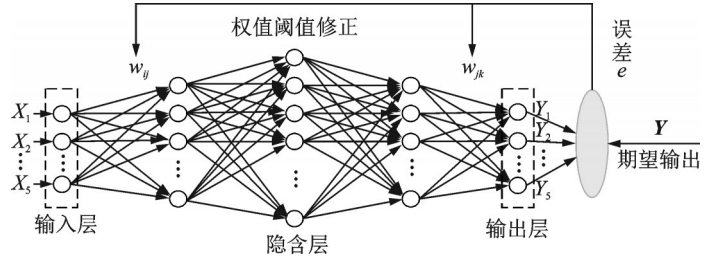 权值阈值修正
误差
e
w_ij
w_jk
X₁
X₂
X₅
Y₁
Y₂
Y₅
Y
期望输出
输入层
隐含层
输出层